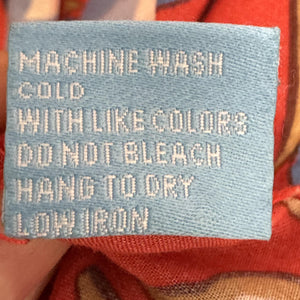 MACHINE WASH
COLD
WITH LIKE COLORS
DO NOT BLEACH
HANG TO DRY
LOW IRON